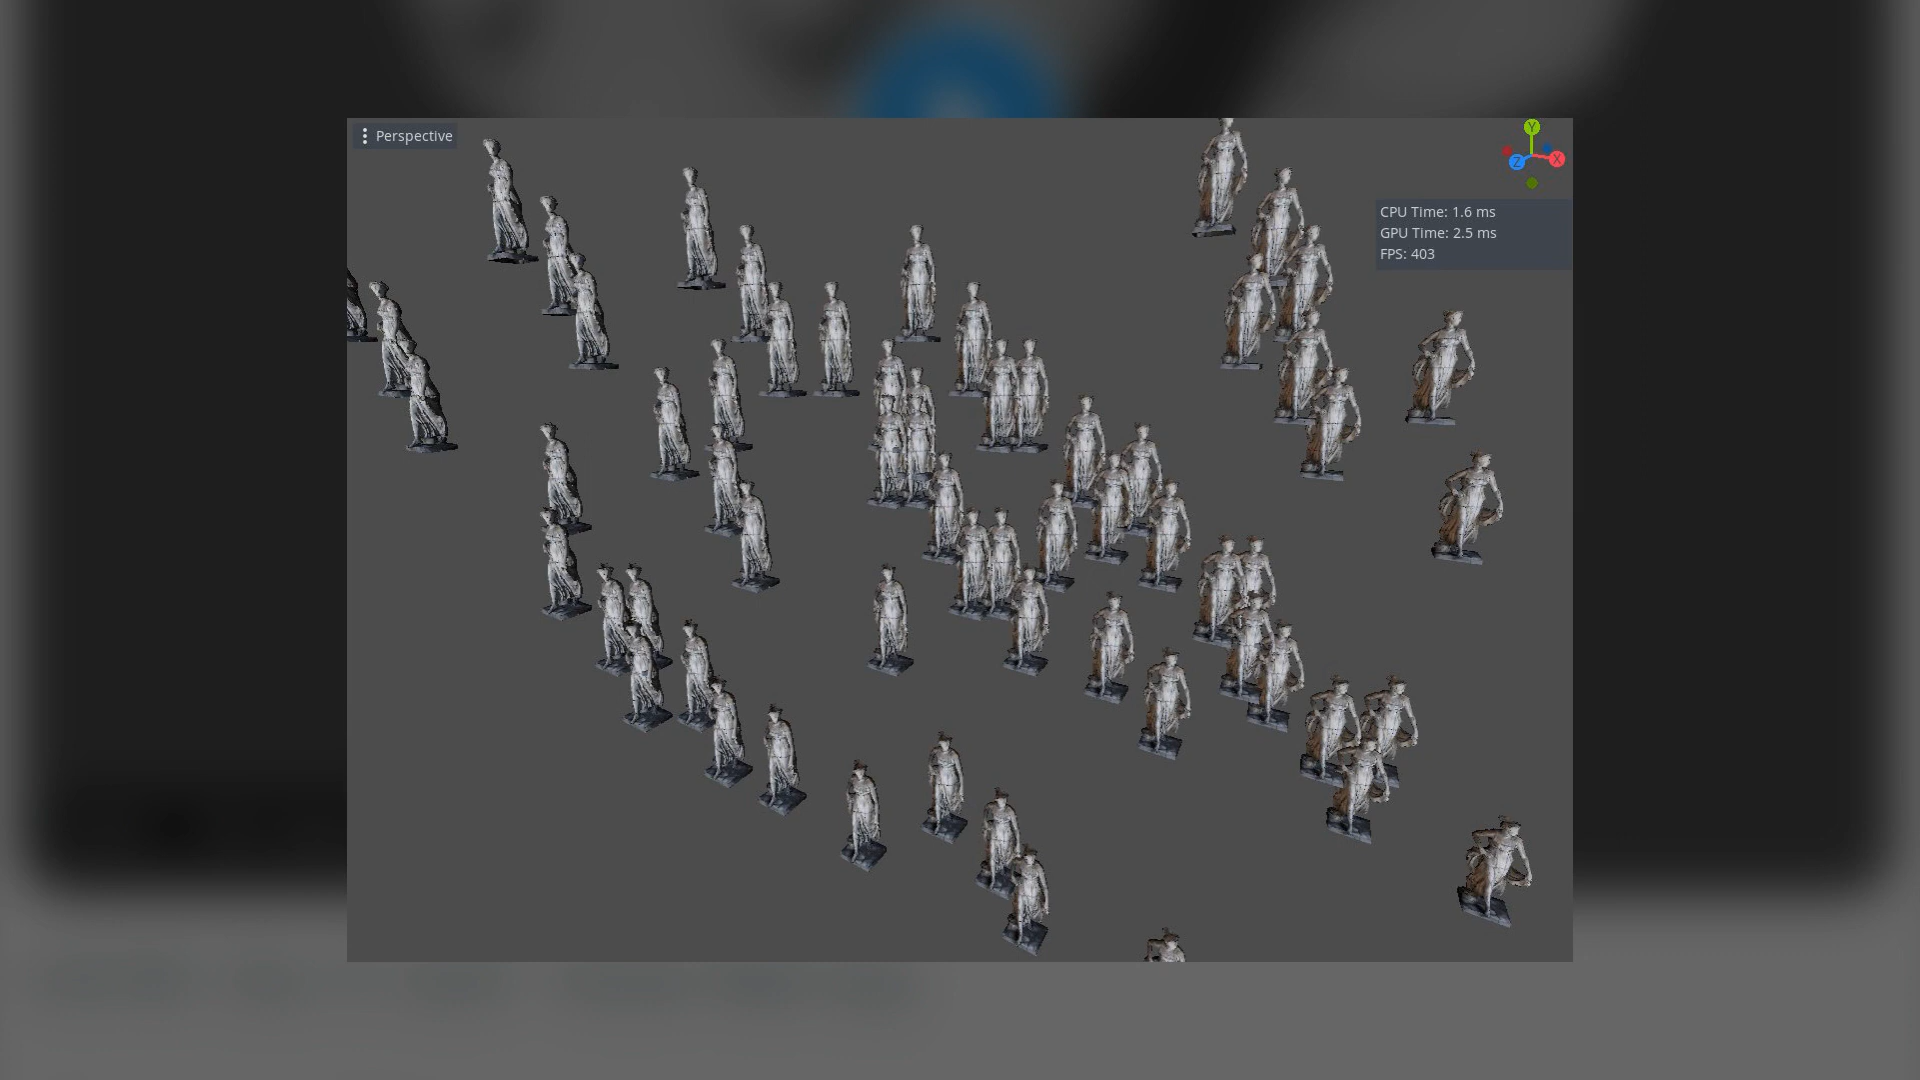 Perspective
Y
Z
X
CPU Time: 1.6 ms
GPU Time: 2.5 ms
FPS: 403